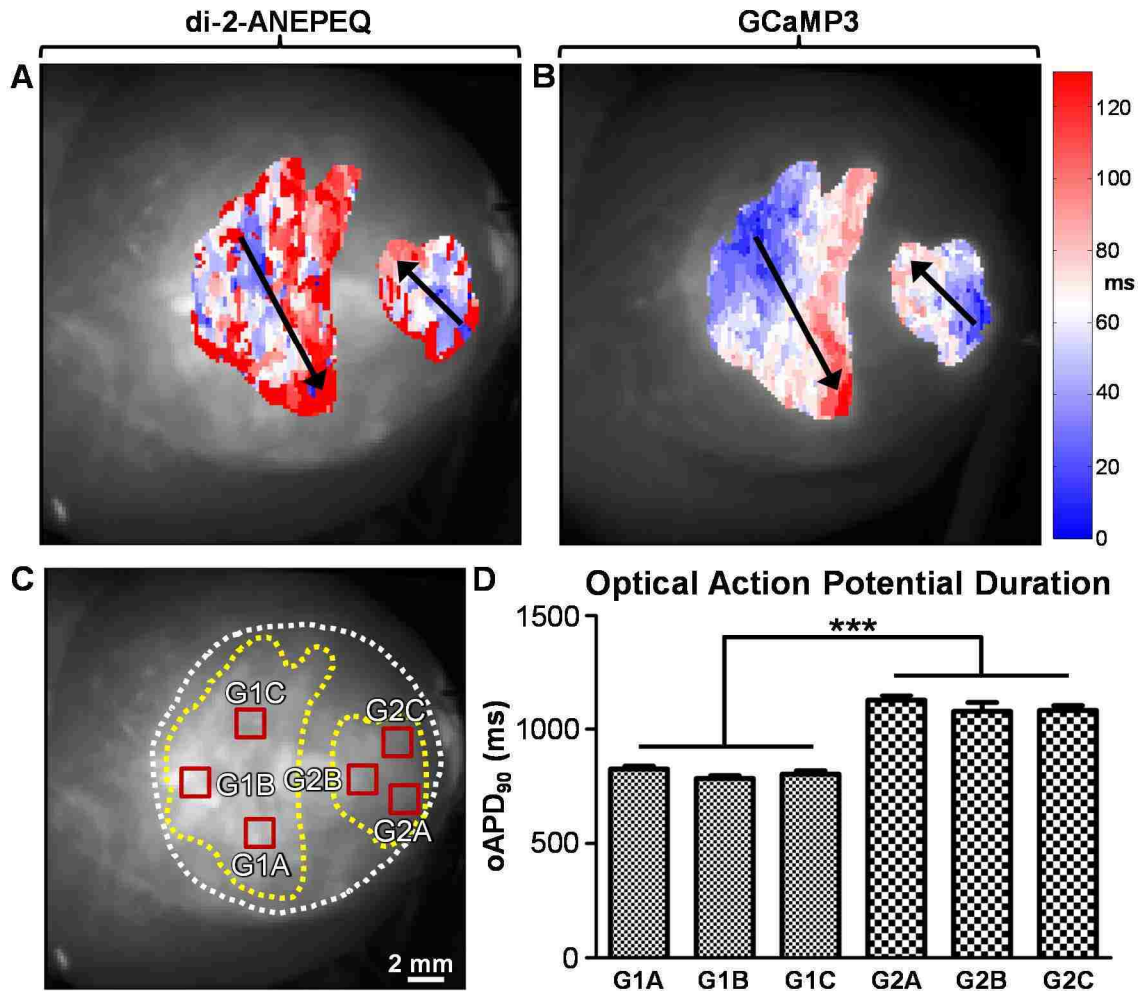 di-2-ANEPEQ
GCaMP3
A
B
120
100
80
ms
60
40
20
0
C
G1C
G2C
G1B
G2B
G2A
G1A
2 mm
D
Optical Action Potential Duration
***
1500
1000
500
0
oAPD90 (ms)
G1A G1B G1C G2A G2B G2C